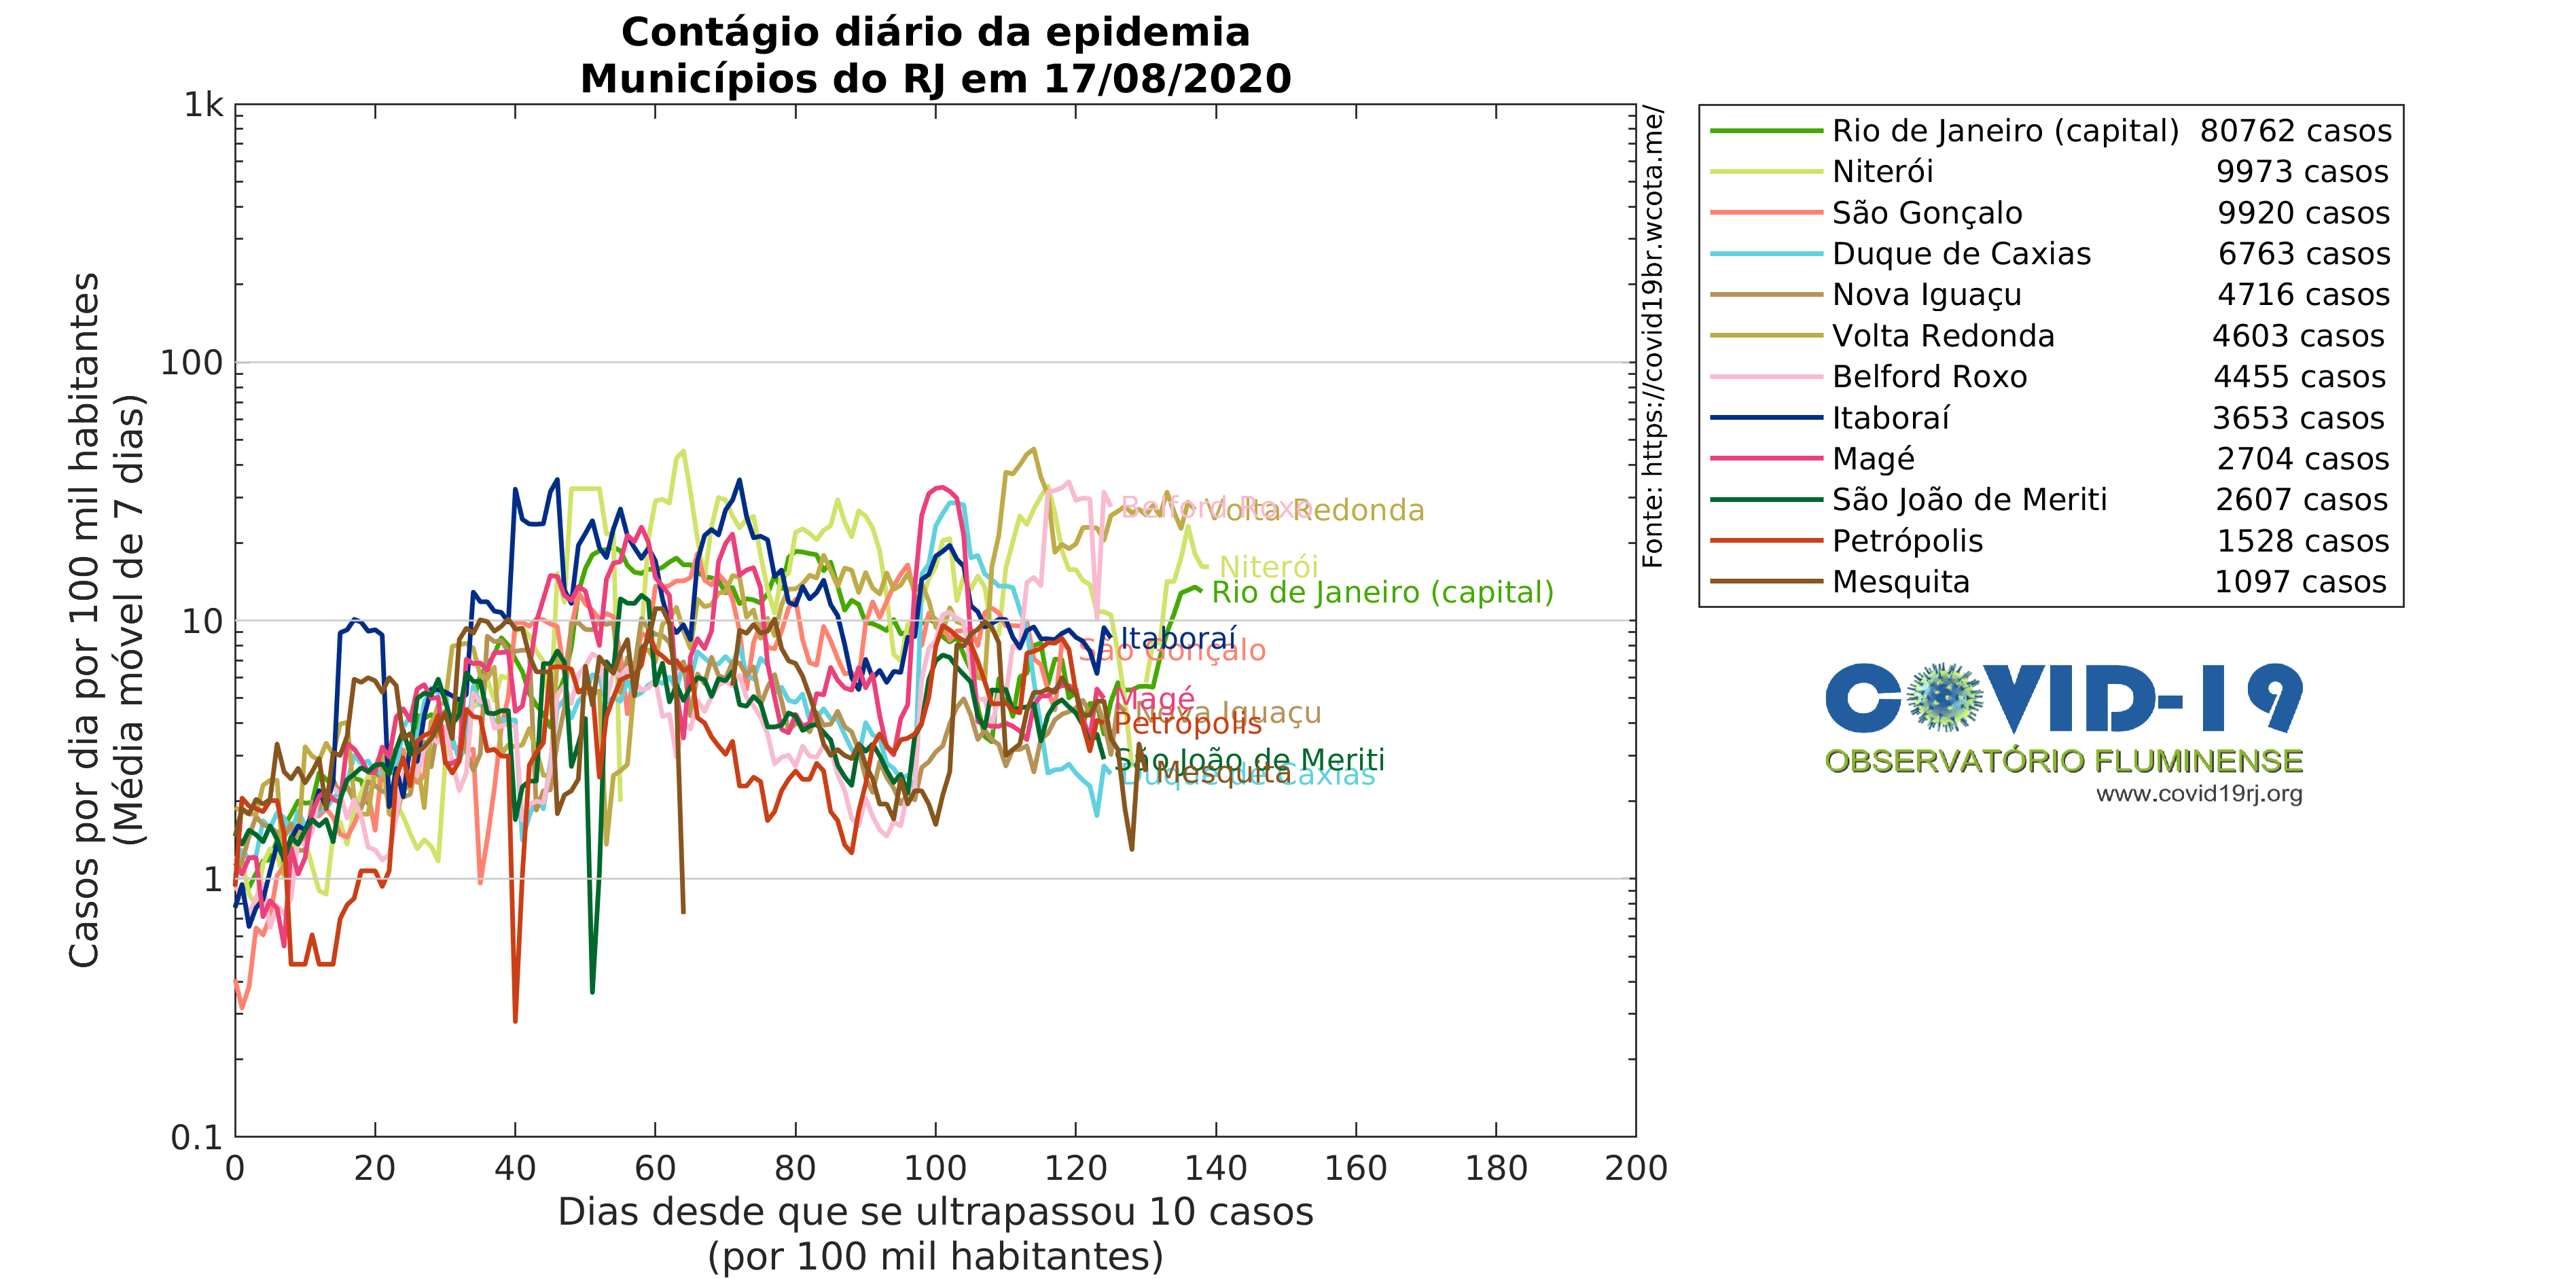 Contágio diário da epidemia
Municípios do RJ em 17/08/2020
Casos por dia por 100 mil habitantes
(Média móvel de 7 dias)
1k
100
10
1
0.1
0 20 40 60 80 100 120 140 160 180 200
Dias desde que se ultrapassou 10 casos
(por 100 mil habitantes)
Belford Roxo
Volta Redonda
Niterói
Rio de Janeiro (capital)
Itaboraí
São Gonçalo
Magé
Nova Iguaçu
Petrópolis
São João de Meriti
Mesquita
Duque de Caxias
Fonte: https://covid19br.wcota.me/
Rio de Janeiro (capital) 80762 casos
Niterói 9973 casos
São Gonçalo 9920 casos
Duque de Caxias 6763 casos
Nova Iguaçu 4716 casos
Volta Redonda 4603 casos
Belford Roxo 4455 casos
Itaboraí 3653 casos
Magé 2704 casos
São João de Meriti 2607 casos
Petrópolis 1528 casos
Mesquita 1097 casos
COVID-19
OBSERVATÓRIO FLUMINENSE
www.covid19rj.org